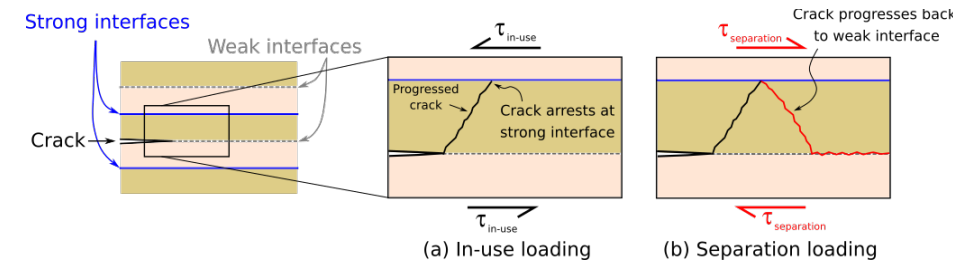 Strong interfaces
Weak interfaces
Crack
τin-use
Progressed
crack
Crack arrests at
strong interface
τin-use
(a) In-use loading
τseparation
Crack progresses back
to weak interface
τseparation
(b) Separation loading